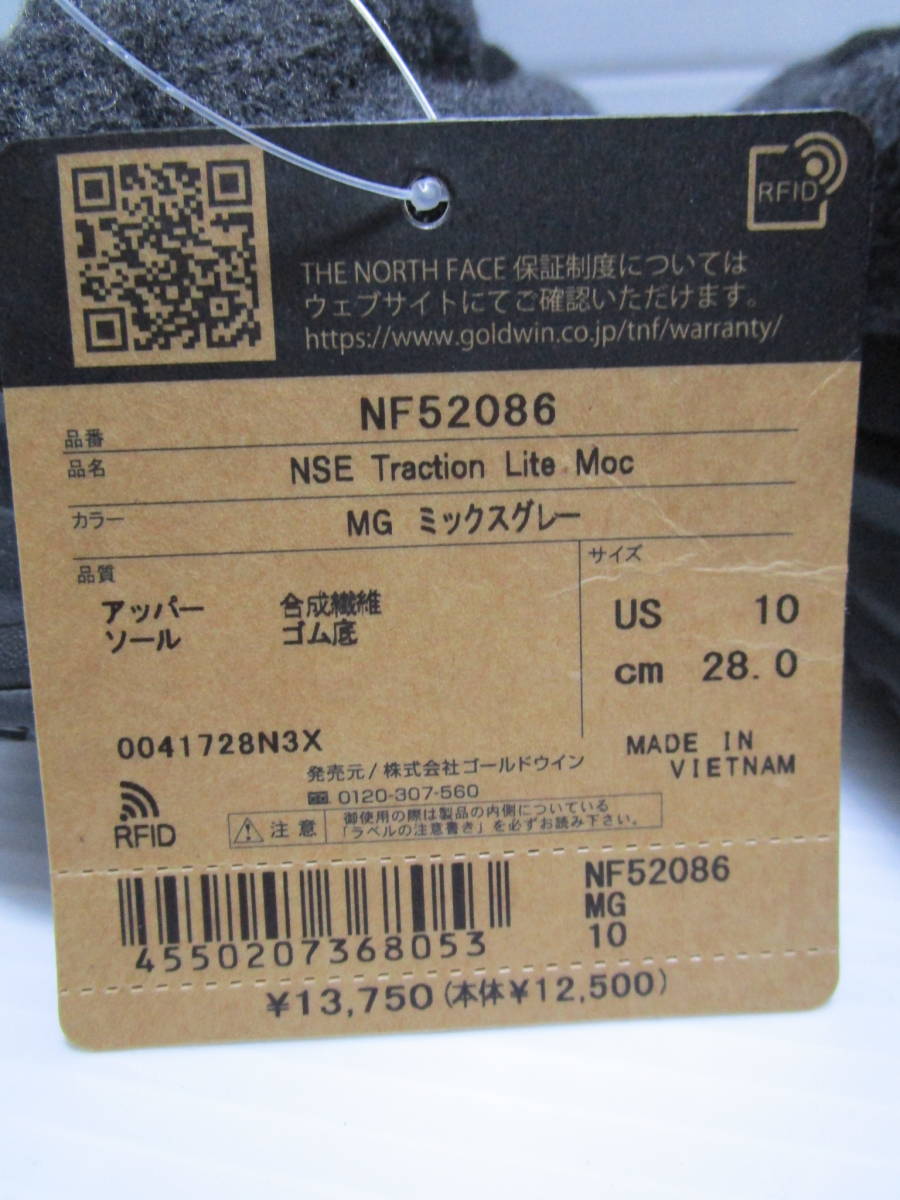 RFID
THE NORTH FACE 保証制度については
ウェブサイトにてご確認いただけます。
https://www.goldwin.co.jp/tnf/warranty/
品番 NF52086
品名 NSE Traction Lite Moc
カラー MG ミックスグレー
品質
アッパー 合成繊維
ソール ゴム底
サイズ
US 10
cm 28.0
0041728N3X
MADE IN
VIETNAM
発売元/株式会社ゴールドウイン
0120-307-560
RFID
注意
御使用の際は製品の内側についている
「ラベルの注意書き」を必ずお読み下さい。
4550207368053
NF52086
MG
10
¥13,750(本体¥12,500)